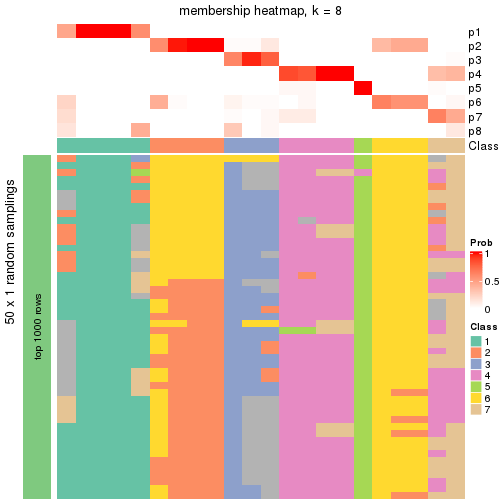 membership heatmap, k = 8
p1
p2
p3
p4
p5
p6
p7
p8
Class
50 x 1 random samplings
top 1000 rows
Prob
1
0.5
0
Class
1
2
3
4
5
6
7